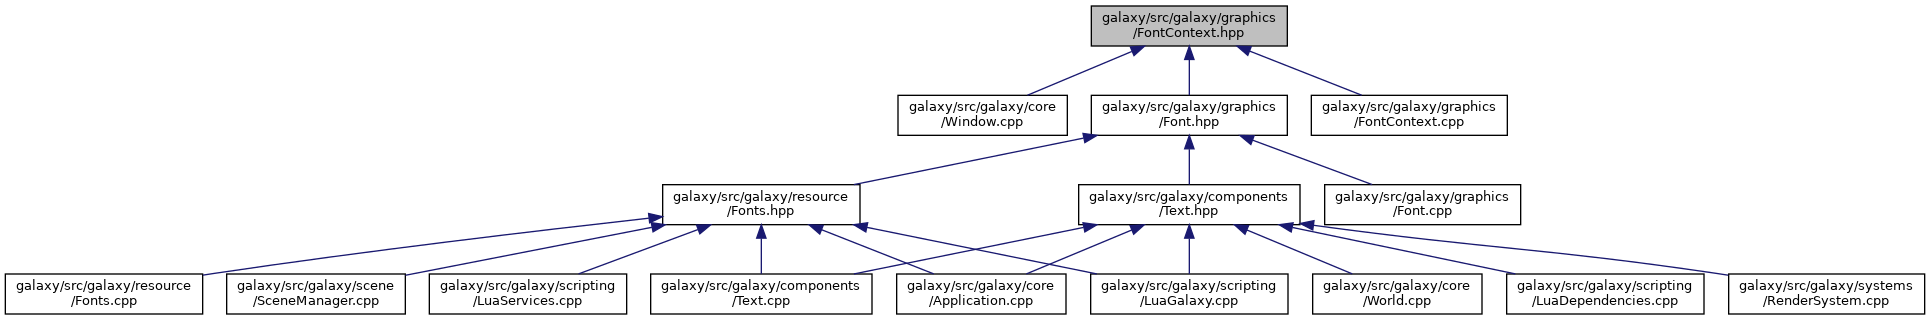 galaxy/src/galaxy/graphics
/FontContext.hpp
galaxy/src/galaxy/core
/Window.cpp
galaxy/src/galaxy/graphics
/Font.hpp
galaxy/src/galaxy/graphics
/FontContext.cpp
galaxy/src/galaxy/resource
/Fonts.hpp
galaxy/src/galaxy/components
/Text.hpp
galaxy/src/galaxy/graphics
/Font.cpp
galaxy/src/galaxy/resource
/Fonts.cpp
galaxy/src/galaxy/scene
/SceneManager.cpp
galaxy/src/galaxy/scripting
/LuaServices.cpp
galaxy/src/galaxy/components
/Text.cpp
galaxy/src/galaxy/core
/Application.cpp
galaxy/src/galaxy/scripting
/LuaGalaxy.cpp
galaxy/src/galaxy/core
/World.cpp
galaxy/src/galaxy/scripting
/LuaDependencies.cpp
galaxy/src/galaxy/systems
/RenderSystem.cpp